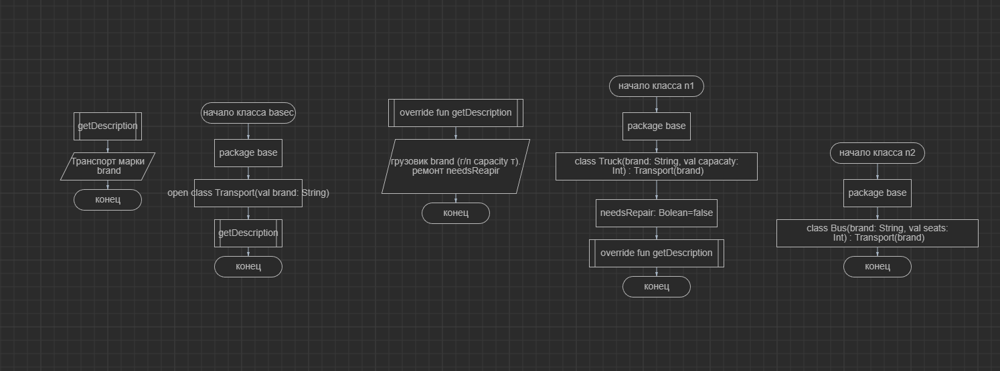 getDescription
Транспорт марки
brand
конец
начало класса basec
package base
open class Transport(val brand: String)
getDescription
конец
override fun getDescription
грузовик brand (г/п capacity т).
ремонт needsReapir
конец
начало класса n1
package base
class Truck(brand: String, val capacaty:
Int) : Transport(brand)
needsRepair: Bolean=false
override fun getDescription
конец
начало класса n2
package base
class Bus(brand: String, val seats:
Int) : Transport(brand)
конец